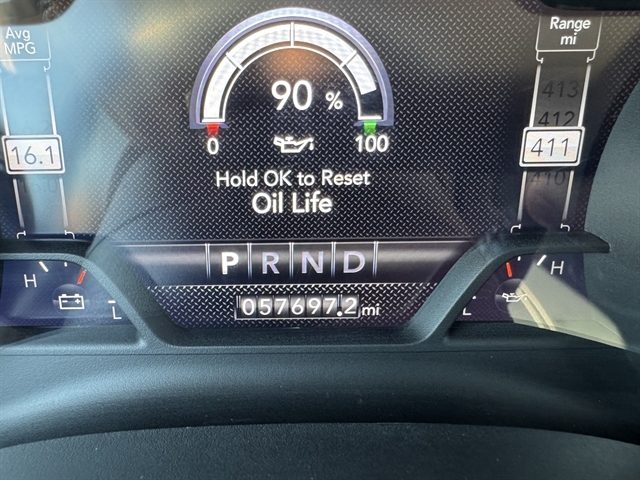 Avg
MPG
16.1
90 %
0
100
Hold OK to Reset
Oil Life
Range
mi
413
412
411
410
P R N D
H
L
057697.2 mi
L
H